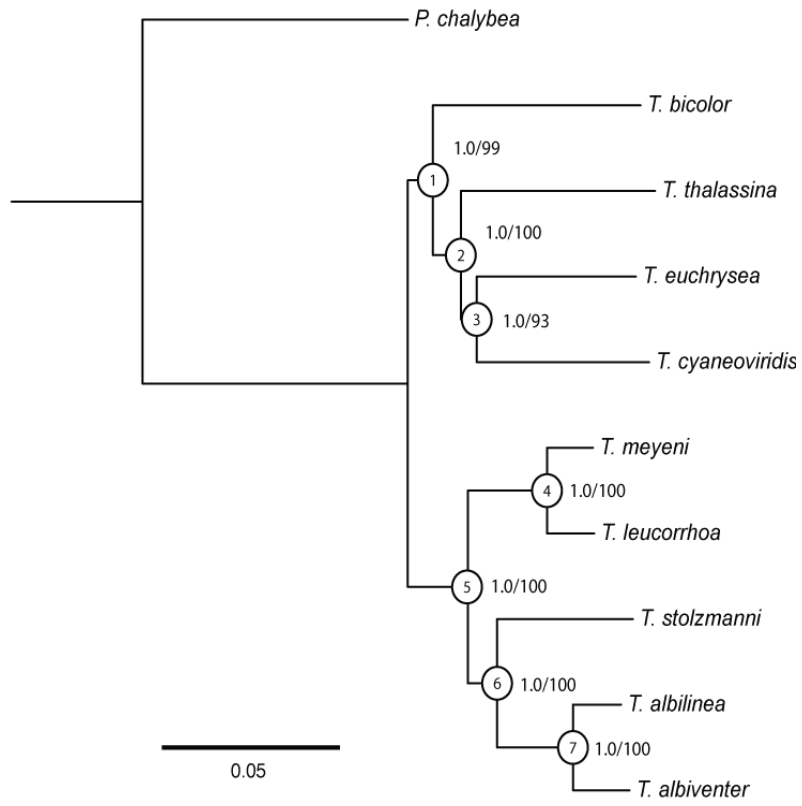 P. chalybea
T. bicolor
1.0/99
1
T. thalassina
1.0/100
2
T. euchrysea
3
1.0/93
T. cyaneoviridis
T. meyeni
4
1.0/100
T. leucorrhoa
5
1.0/100
T. stolzmanni
6
1.0/100
T. albilinea
7
1.0/100
0.05
T. albiventer